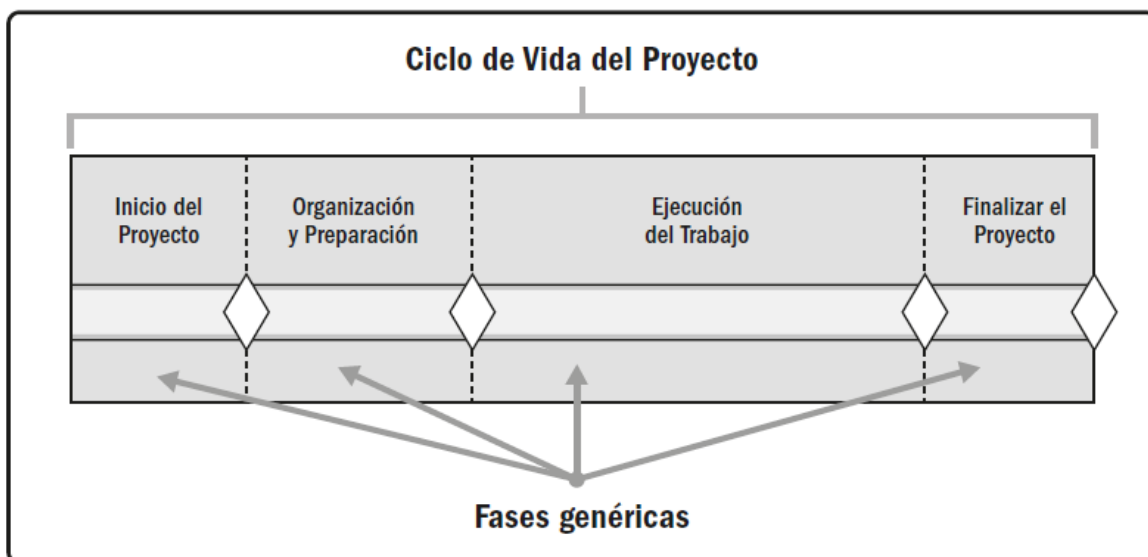 Ciclo de Vida del Proyecto
Inicio del
Proyecto
Organización
y Preparación
Ejecución
del Trabajo
Finalizar el
Proyecto
Fases genéricas